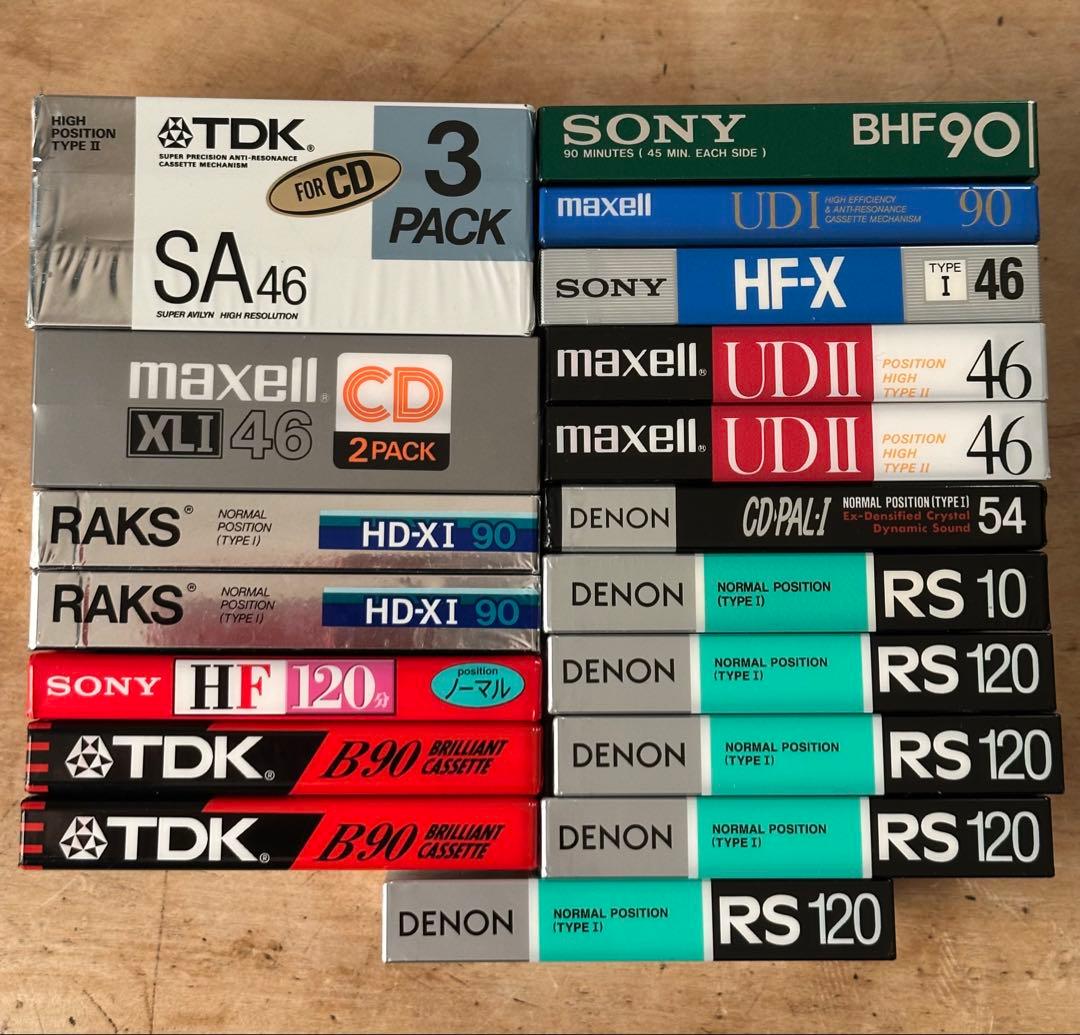 HIGH
POSITION
TYPE II
TDK®
SUPER PRECISION ANTI-RESONANCE
CASSETTE MECHANISM
FOR CD
3
PACK
SA46
SUPER AVILYN HIGH RESOLUTION
maxell®
XLI 46
CD
2 PACK
RAKS®
NORMAL
POSITION
(TYPE I)
HD-XI 90
RAKS®
NORMAL
POSITION
(TYPE I)
HD-XI 90
SONY
HF 120分
position
ノーマル
TDK®
B90 BRILLIANT
CASSETTE
TDK®
B90 BRILLIANT
CASSETTE
SONY
90 MINUTES ( 45 MIN. EACH SIDE )
BHF90
maxell
UDI
HIGH EFFICIENCY
& ANTI-RESONANCE
CASSETTE MECHANISM
90
SONY
HF-X
TYPE
I
46
maxell®
UDII
POSITION
HIGH
TYPE II
46
maxell®
UDII
POSITION
HIGH
TYPE II
46
DENON
CD·PAL·I
NORMAL POSITION (TYPE I)
Ex-Densified Crystal
Dynamic Sound
54
DENON
NORMAL POSITION
(TYPE I)
RS 10
DENON
NORMAL POSITION
(TYPE I)
RS 120
DENON
NORMAL POSITION
(TYPE I)
RS 120
DENON
NORMAL POSITION
(TYPE I)
RS 120
DENON
NORMAL POSITION
(TYPE I)
RS 120